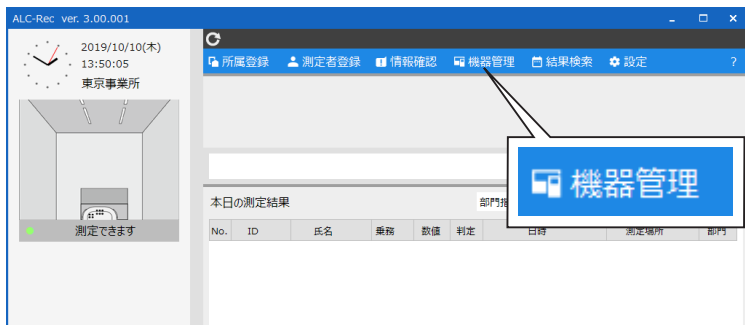 ALC-Rec ver. 3.00.001
2019/10/10(木)
13:50:05
東京事業所
測定できます
所属登録 測定者登録 情報確認 機器管理 結果検索 設定 ?
機器管理
本日の測定結果 部門指
No. ID 氏名 乗務 数値 判定 日時 測定場所 部門